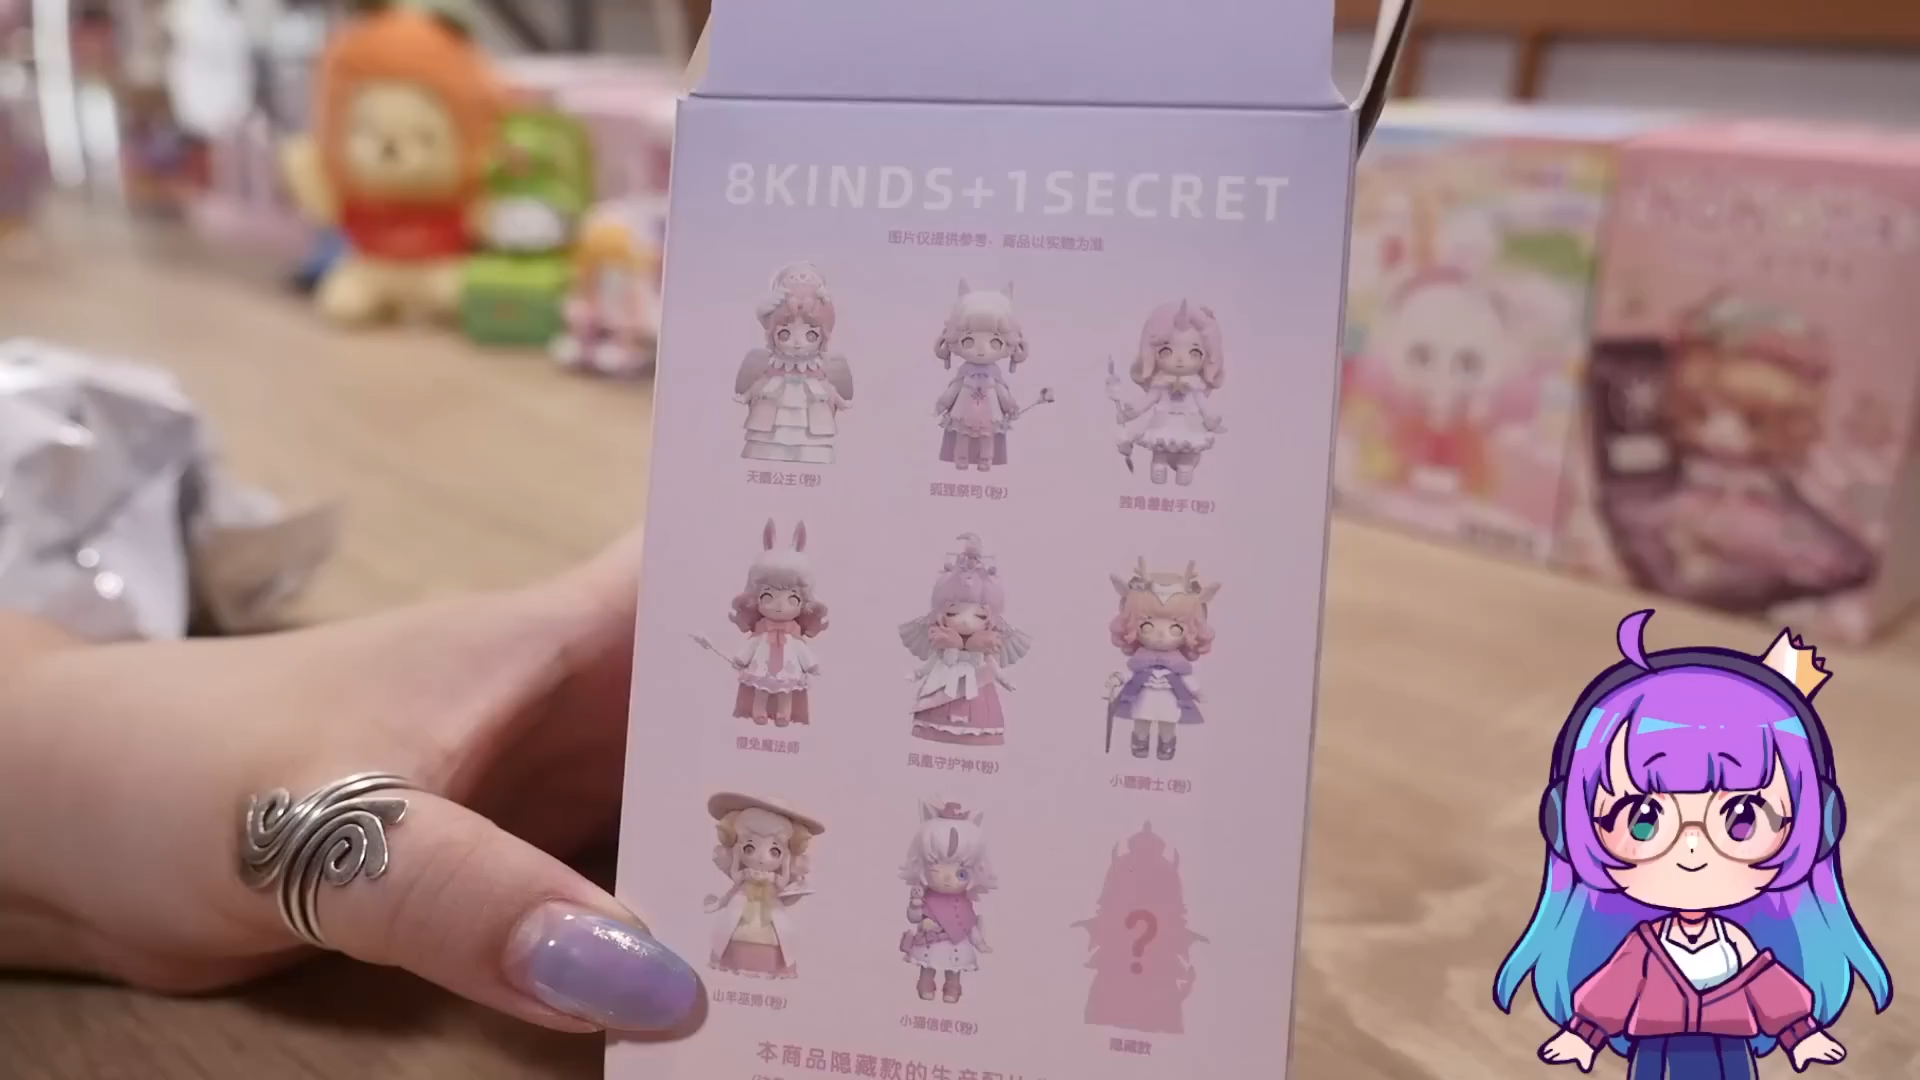 8KINDS+1SECRET
图片仅提供参考，商品以实物为准
天鹅公主(粉)
狐狸祭司(粉)
独角兽射手(粉)
樱兔魔法师
凤凰守护神(粉)
小鹿骑士(粉)
山羊巫师(粉)
小猫信使(粉)
?
隐藏款
本商品隐藏款的生产配比